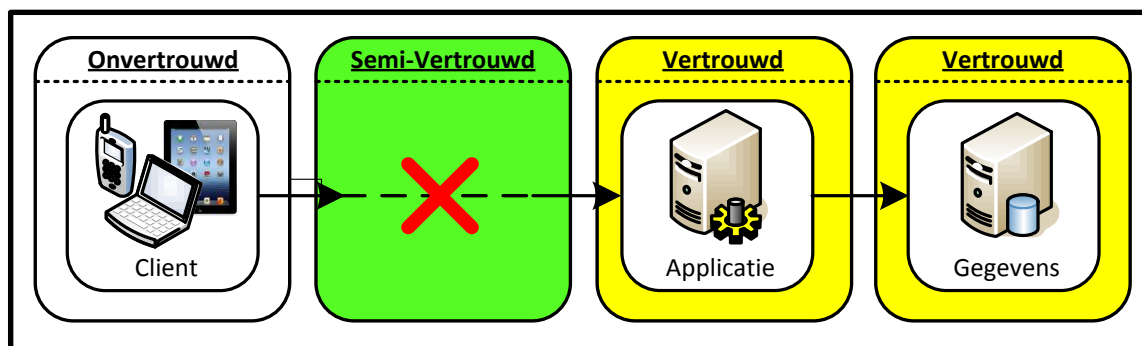 Onvertrouwd
Semi-Vertrouwd
Vertrouwd
Vertrouwd
Client
Applicatie
Gegevens